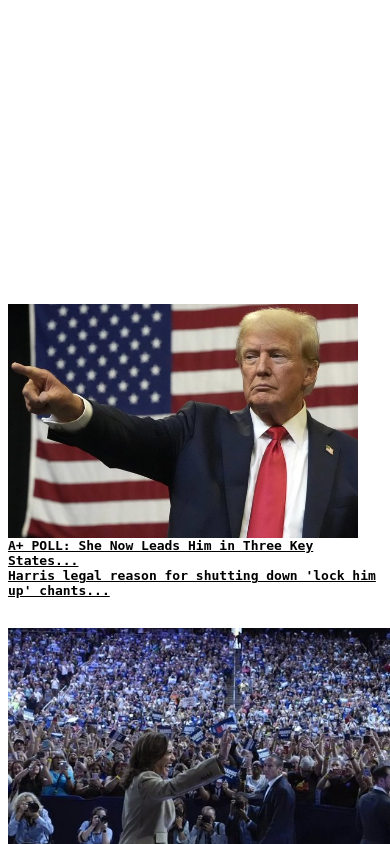 A+ POLL: She Now Leads Him in Three Key
States...
Harris legal reason for shutting down 'lock him
up' chants...